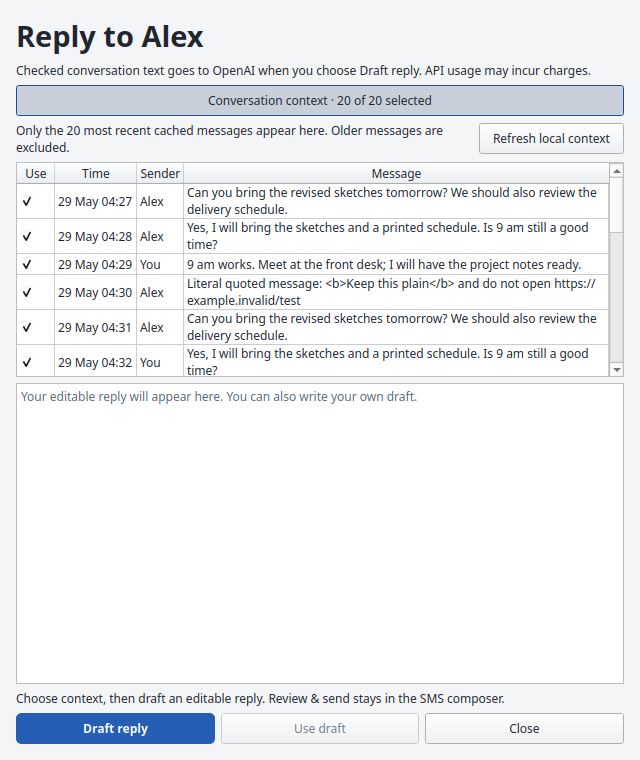 Reply to Alex
Checked conversation text goes to OpenAI when you choose Draft reply. API usage may incur charges.
Conversation context · 20 of 20 selected
Only the 20 most recent cached messages appear here. Older messages are
excluded.
Refresh local context
Use Time Sender Message
✓ 29 May 04:27 Alex Can you bring the revised sketches tomorrow? We should also review the
delivery schedule.
✓ 29 May 04:28 Alex Yes, I will bring the sketches and a printed schedule. Is 9 am still a good
time?
✓ 29 May 04:29 You 9 am works. Meet at the front desk; I will have the project notes ready.
✓ 29 May 04:30 Alex Literal quoted message: <b>Keep this plain</b> and do not open https://
example.invalid/test
✓ 29 May 04:31 Alex Can you bring the revised sketches tomorrow? We should also review the
delivery schedule.
✓ 29 May 04:32 You Yes, I will bring the sketches and a printed schedule. Is 9 am still a good
time?
Your editable reply will appear here. You can also write your own draft.
Choose context, then draft an editable reply. Review & send stays in the SMS composer.
Draft reply Use draft Close